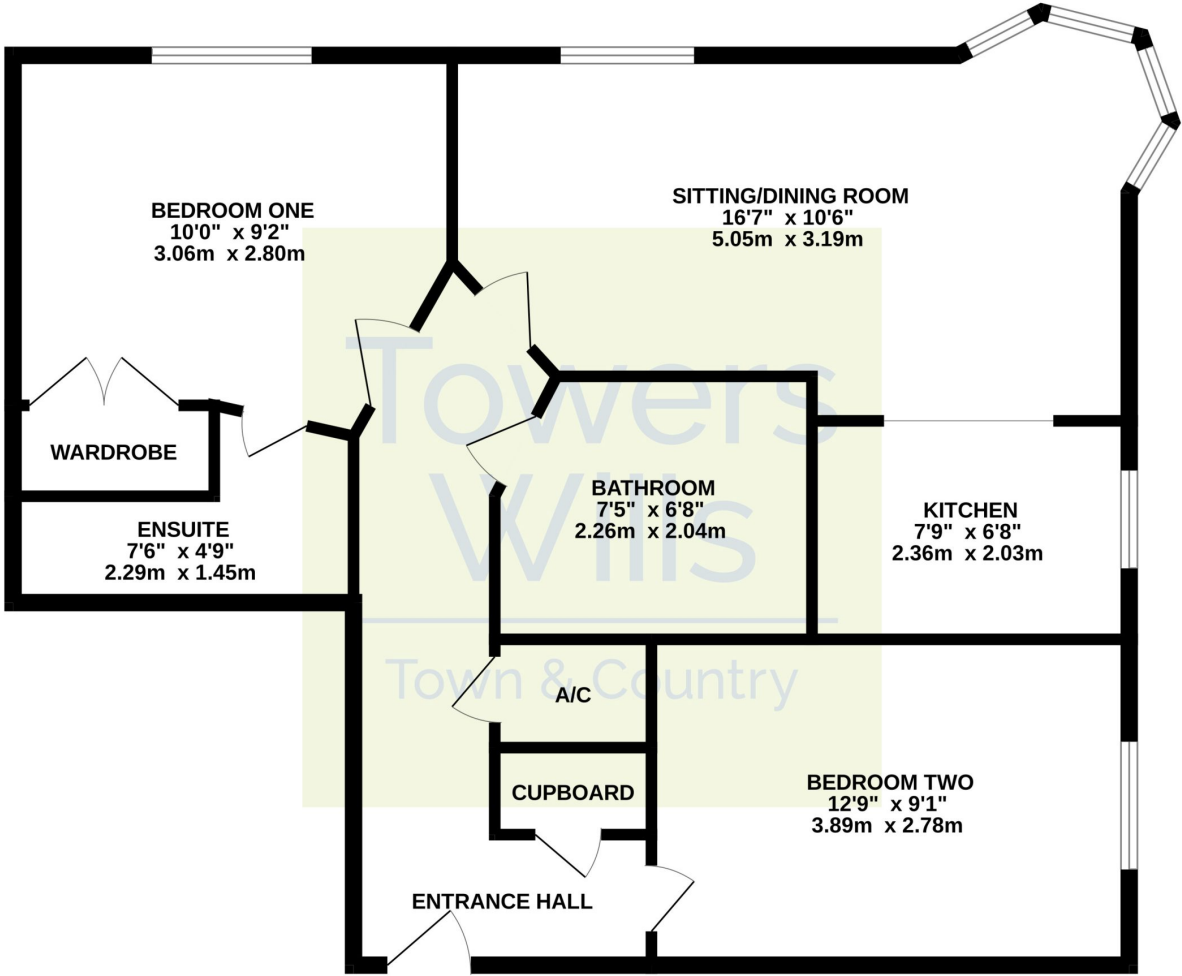 SITTING/DINING ROOM
16'7" x 10'6"
5.05m x 3.19m
BEDROOM ONE
10'0" x 9'2"
3.06m x 2.80m
Towers
Wills
Town & Country
WARDROBE
ENSUITE
7'6" x 4'9"
2.29m x 1.45m
BATHROOM
7'5" x 6'8"
2.26m x 2.04m
KITCHEN
7'9" x 6'8"
2.36m x 2.03m
A/C
CUPBOARD
BEDROOM TWO
12'9" x 9'1"
3.89m x 2.78m
ENTRANCE HALL